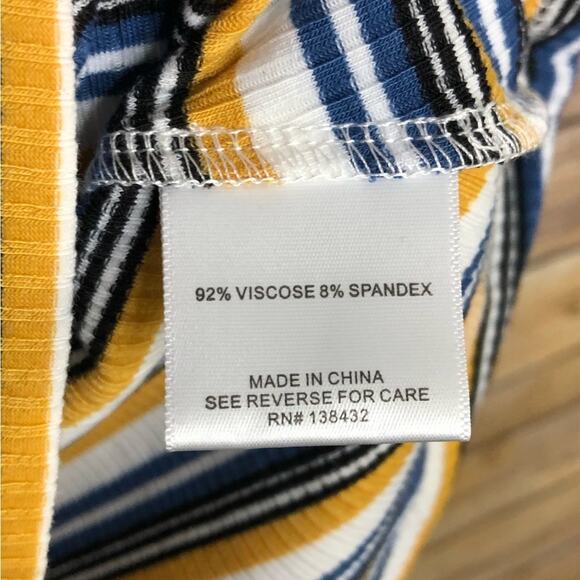 92% VISCOSE 8% SPANDEX
MADE IN CHINA
SEE REVERSE FOR CARE
RN# 138432